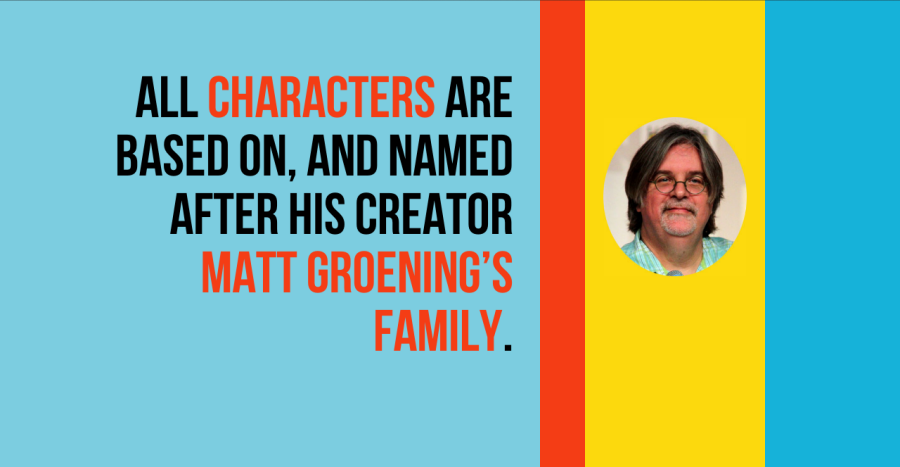 ALL CHARACTERS ARE
BASED ON, AND NAMED
AFTER HIS CREATOR
MATT GROENING'S
FAMILY.